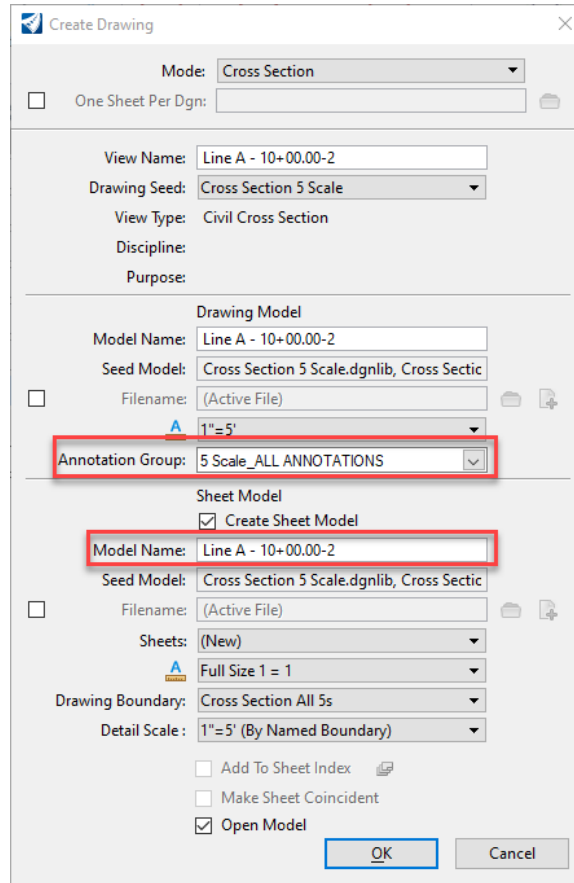 Create Drawing
Mode: Cross Section
One Sheet Per Dgn:
View Name: Line A - 10+00.00-2
Drawing Seed: Cross Section 5 Scale
View Type: Civil Cross Section
Discipline:
Purpose:
Drawing Model
Model Name: Line A - 10+00.00-2
Seed Model: Cross Section 5 Scale.dgnlib, Cross Sectic
Filename: (Active File)
A 1"=5'
Annotation Group: 5 Scale_ALL ANNOTATIONS
Sheet Model
Create Sheet Model
Model Name: Line A - 10+00.00-2
Seed Model: Cross Section 5 Scale.dgnlib, Cross Sectic
Filename: (Active File)
Sheets: (New)
A Full Size 1 = 1
Drawing Boundary: Cross Section All 5s
Detail Scale : 1"=5' (By Named Boundary)
Add To Sheet Index
Make Sheet Coincident
Open Model
OK Cancel